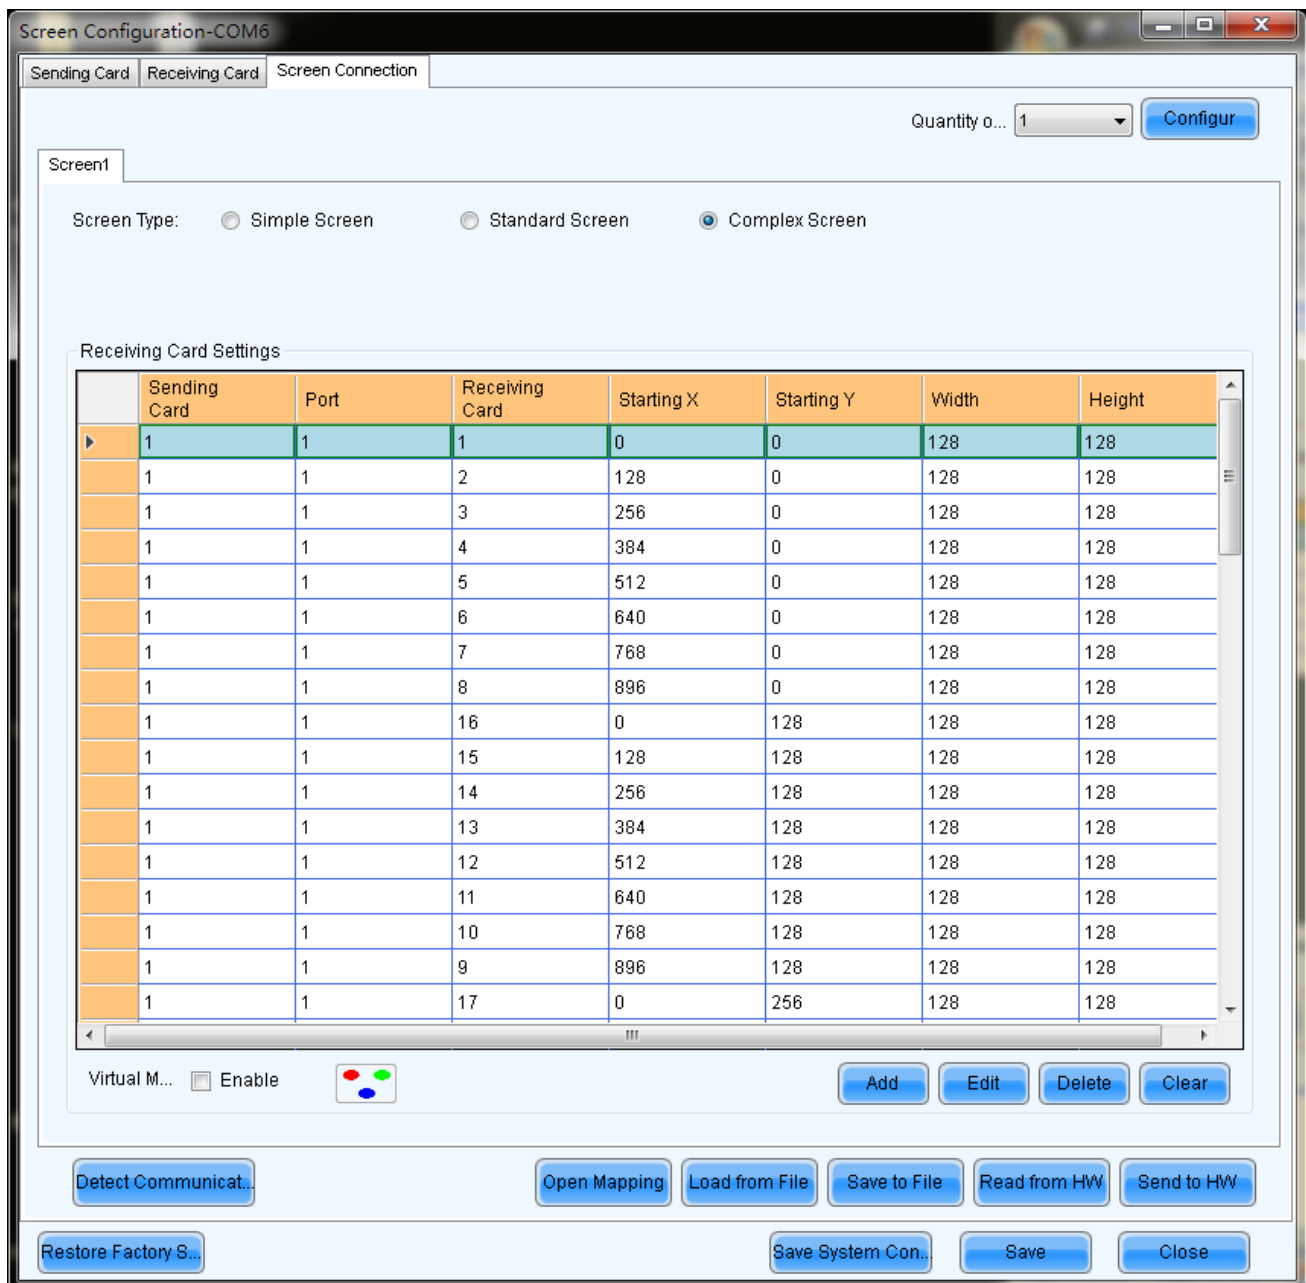 Screen Configuration-COM6
Sending Card Receiving Card Screen Connection
Quantity o... 1 Configur
Screen1
Screen Type: Simple Screen Standard Screen Complex Screen
Receiving Card Settings
Sending Card Port Receiving Card Starting X Starting Y Width Height
1 1 1 0 0 128 128
1 1 2 128 0 128 128
1 1 3 256 0 128 128
1 1 4 384 0 128 128
1 1 5 512 0 128 128
1 1 6 640 0 128 128
1 1 7 768 0 128 128
1 1 8 896 0 128 128
1 1 16 0 128 128 128
1 1 15 128 128 128 128
1 1 14 256 128 128 128
1 1 13 384 128 128 128
1 1 12 512 128 128 128
1 1 11 640 128 128 128
1 1 10 768 128 128 128
1 1 9 896 128 128 128
1 1 17 0 256 128 128
Virtual M... Enable Add Edit Delete Clear
Detect Communicat... Open Mapping Load from File Save to File Read from HW Send to HW
Restore Factory S... Save System Con... Save Close